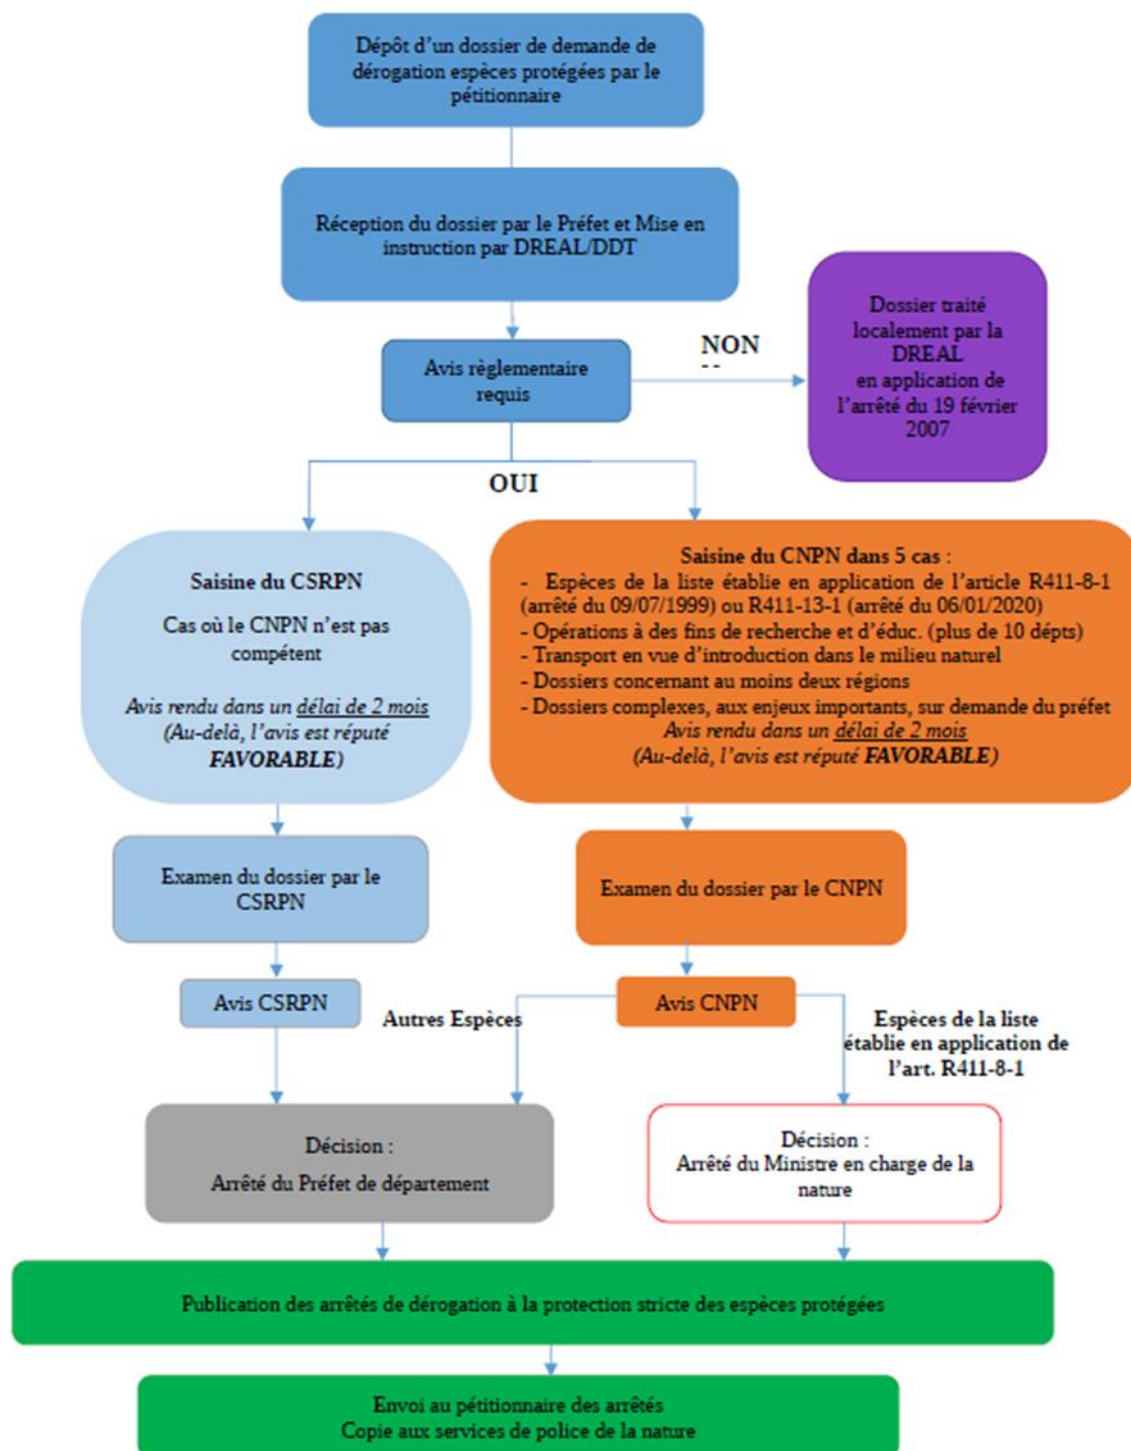 Dépôt d'un dossier de demande de
dérogation espèces protégées par le
pétitionnaire
Réception du dossier par le Préfet et Mise en
instruction par DREAL/DDT
Avis règlementaire
requis
NON
--
Dossier traité
localement par la
DREAL
en application de
l'arrêté du 19 février
2007
OUI
Saisine du CSRPN
Cas où le CNPN n'est pas
compétent
Avis rendu dans un délai de 2 mois
(Au-delà, l'avis est réputé
FAVORABLE)
Saisine du CNPN dans 5 cas :
- Espèces de la liste établie en application de l'article R411-8-1
(arrêté du 09/07/1999) ou R411-13-1 (arrêté du 06/01/2020)
- Opérations à des fins de recherche et d'éduc. (plus de 10 dépts)
- Transport en vue d'introduction dans le milieu naturel
- Dossiers concernant au moins deux régions
- Dossiers complexes, aux enjeux importants, sur demande du préfet
Avis rendu dans un délai de 2 mois
(Au-delà, l'avis est réputé FAVORABLE)
Examen du dossier par le
CSRPN
Examen du dossier par le CNPN
Avis CSRPN
Avis CNPN
Autres Espèces
Espèces de la liste
établie en application de
l'art. R411-8-1
Décision :
Arrêté du Préfet de département
Décision :
Arrêté du Ministre en charge de la
nature
Publication des arrêtés de dérogation à la protection stricte des espèces protégées
Envoi au pétitionnaire des arrêtés
Copie aux services de police de la nature